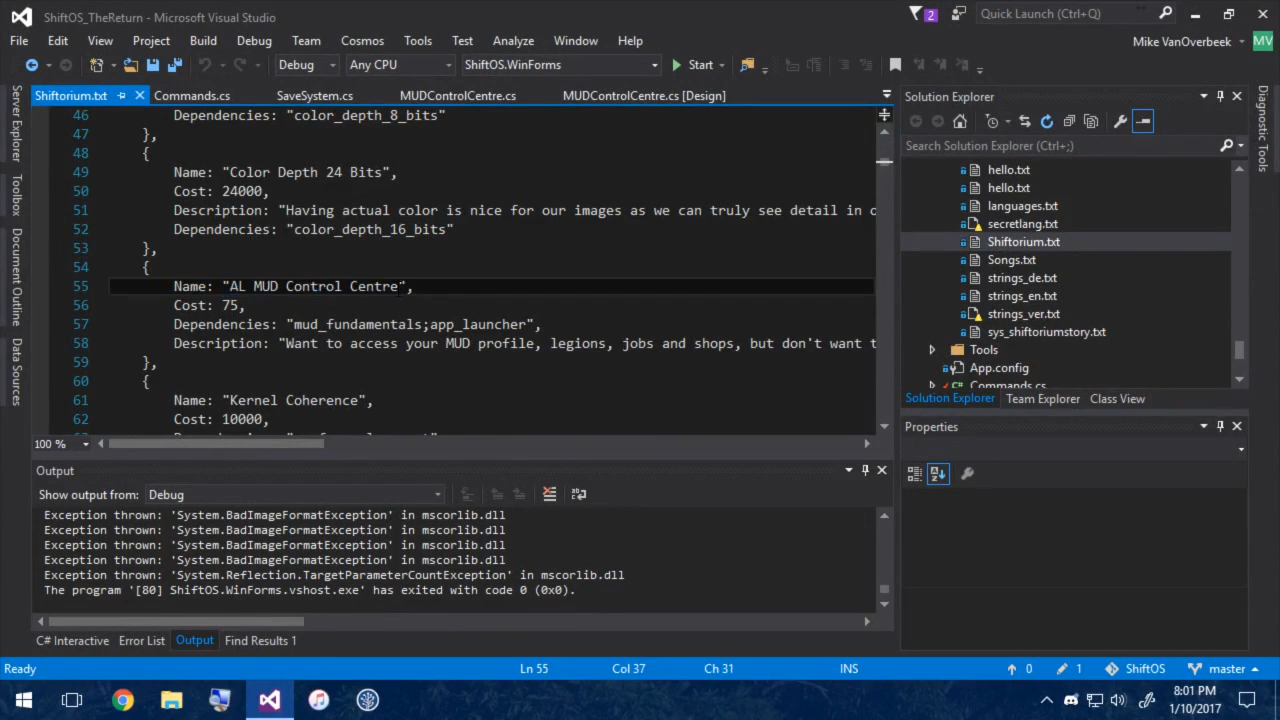 ShiftOS_TheReturn - Microsoft Visual Studio
2
Quick Launch (Ctrl+Q)
File Edit View Project Build Debug Team Cosmos Tools Test Analyze Window Help
Mike VanOverbeek
MV
Debug
Any CPU
ShiftOS.WinForms
Start
Server Explorer
Toolbox
Document Outline
Data Sources
Shiftorium.txt
Commands.cs
SaveSystem.cs
MUDControlCentre.cs
MUDControlCentre.cs [Design]
46 Dependencies: "color_depth_8_bits"
47 },
48 {
49 Name: "Color Depth 24 Bits",
50 Cost: 24000,
51 Description: "Having actual color is nice for our images as we can truly see detail in
52 Dependencies: "color_depth_16_bits"
53 },
54 {
55 Name: "AL MUD Control Centre",
56 Cost: 75,
57 Dependencies: "mud_fundamentals;app_launcher",
58 Description: "Want to access your MUD profile, legions, jobs and shops, but don't want
59 },
60 {
61 Name: "Kernel Coherence",
62 Cost: 10000,
100 %
Output
Show output from: Debug
Exception thrown: 'System.BadImageFormatException' in mscorlib.dll
Exception thrown: 'System.BadImageFormatException' in mscorlib.dll
Exception thrown: 'System.BadImageFormatException' in mscorlib.dll
Exception thrown: 'System.BadImageFormatException' in mscorlib.dll
Exception thrown: 'System.Reflection.TargetParameterCountException' in mscorlib.dll
The program '[80] ShiftOS.WinForms.vshost.exe' has exited with code 0 (0x0).
C# Interactive Error List Output Find Results 1
Solution Explorer
Search Solution Explorer (Ctrl+;)
hello.txt
hello.txt
languages.txt
secretlang.txt
Shiftorium.txt
Songs.txt
strings_de.txt
strings_en.txt
strings_ver.txt
sys_shiftoriumstory.txt
Tools
App.config
Commands.cs
Solution Explorer Team Explorer Class View
Properties
Diagnostic Tools
Ready
Ln 55
Col 37
Ch 31
INS
0
1
ShiftOS
master
8:01 PM
1/10/2017